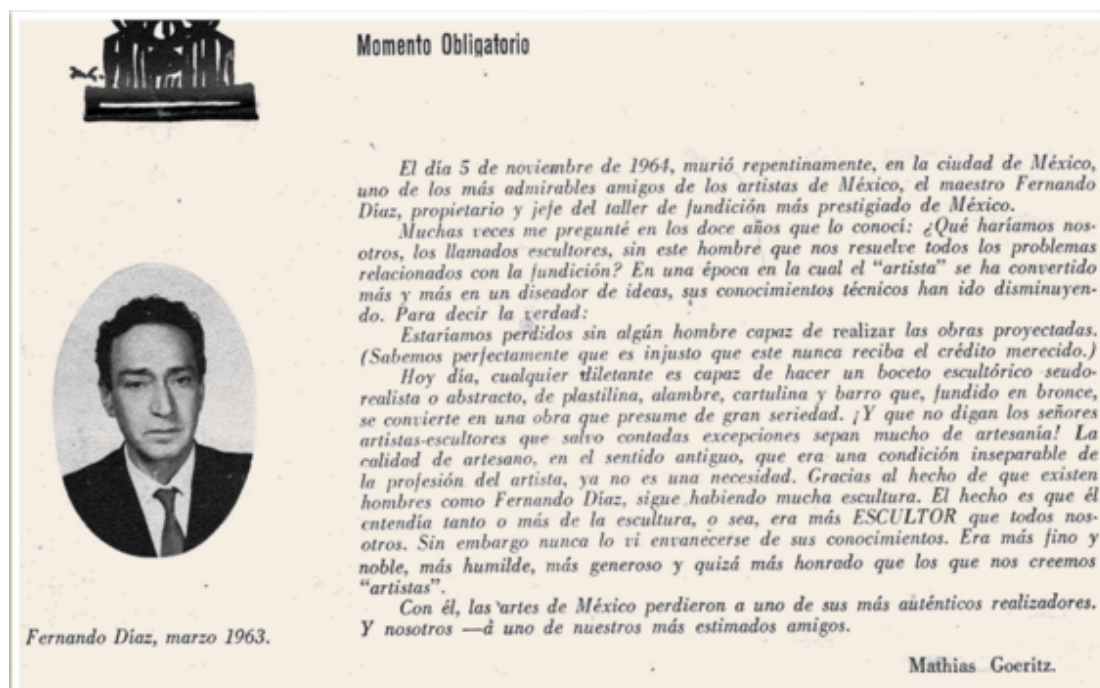 m.G.
Momento Obligatorio
El día 5 de noviembre de 1964, murió repentinamente, en la ciudad de México,
uno de los más admirables amigos de los artistas de México, el maestro Fernando
Díaz, propietario y jefe del taller de fundición más prestigiado de México.
Muchas veces me pregunté en los doce años que lo conocí: ¿Qué haríamos nos-
otros, los llamados escultores, sin este hombre que nos resuelve todos los problemas
relacionados con la fundición? En una época en la cual el “artista” se ha convertido
más y más en un diseador de ideas, sus conocimientos técnicos han ido disminuyen-
do. Para decir la verdad:
Estaríamos perdidos sin algún hombre capaz de realizar las obras proyectadas.
(Sabemos perfectamente que es injusto que este nunca reciba el crédito merecido.)
Hoy día, cualquier diletante es capaz de hacer un boceto escultórico seudo-
realista o abstracto, de plastilina, alambre, cartulina y barro que, fundido en bronce,
se convierte en una obra que presume de gran seriedad. ¡Y que no digan los señores
artistas-escultores que salvo contadas excepciones sepan mucho de artesanía! La
calidad de artesano, en el sentido antiguo, que era una condición inseparable de
la profesión del artista, ya no es una necesidad. Gracias al hecho de que existen
hombres como Fernando Díaz, sigue habiendo mucha escultura. El hecho es que él
entendía tanto o más de la escultura, o sea, era más ESCULTOR que todos nos-
otros. Sin embargo nunca lo vi envanecerse de sus conocimientos. Era más fino y
noble, más humilde, más generoso y quizá más honrado que los que nos creemos
“artistas”.
Con él, las artes de México perdieron a uno de sus más auténticos realizadores.
Y nosotros —a uno de nuestros más estimados amigos.
Mathias Goeritz.
Fernando Díaz, marzo 1963.